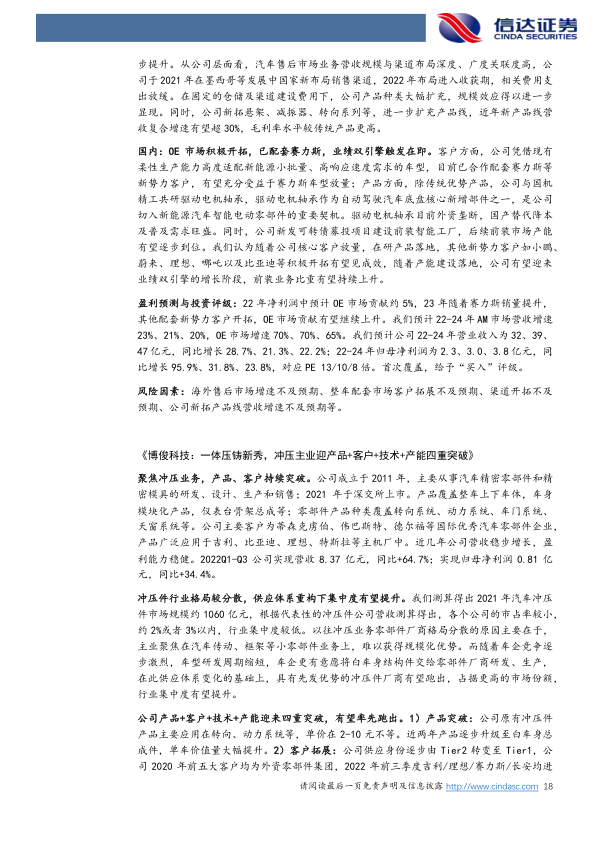 信达证券
CINDA SECURITIES
步提升。从公司层面看，汽车售后市场业务营收规模与渠道布局深度、广度关联度高，公
司于2021年在墨西哥等发展中国家新布局销售渠道，2022年布局进入收获期，相关费用支
出放缓。在固定的仓储及渠道建设费用下，公司产品种类大幅扩充，规模效应得以进一步
显现。同时，公司新拓悬架、减振器、转向系列等，进一步扩充产品线，近年新产品线营
收复合增速有望超30%，毛利率水平较传统产品更高。
国内：OE 市场积极开拓，已配套赛力斯，业绩双引擎触发在即。客户方面，公司凭借现有
柔性生产能力高度适配新能源小批量、高响应速度需求的车型，目前已合作配套赛力斯等
新势力客户，有望充分受益于赛力斯车型放量；产品方面，除传统优势产品，公司与国机
精工共研驱动电机轴承，驱动电机轴承作为自动驾驶汽车底盘核心新增部件之一，是公司
切入新能源汽车智能电动零部件的重要契机。驱动电机轴承目前外资垄断，国产替代降本
及普及需求旺盛。同时，公司新发可转债募投项目建设前装智能工厂，后续前装市场产能
有望逐步到位。我们认为随着公司核心客户放量，在研产品落地，其他新势力客户如小鹏、
蔚来、理想、哪吒以及比亚迪等积极开拓有望见成效，随着产能建设落地，公司有望迎来
业绩双引擎的增长阶段，前装业务比重有望持续上升。
盈利预测与投资评级：22 年净利润中预计 OE 市场贡献约 5%，23 年随着赛力斯销量提升，
其他配套新势力客户开拓，OE 市场贡献有望继续上升。我们预计 22-24 年 AM 市场营收增速
23%、21%、20%，OE 市场增速 70%、70%、65%。我们预计公司 22-24 年营业收入为 32、39、
47 亿元，同比增长 28.7%、21.3%、22.2%；22-24 年归母净利润为 2.3、3.0、3.8 亿元，同
比增长 95.9%、31.8%、23.8%，对应 PE 13/10/8 倍。首次覆盖，给予“买入”评级。
风险因素：海外售后市场增速不及预期、整车配套市场客户拓展不及预期、渠道开拓不及
预期、公司新拓产品线营收增速不及预期等。
《博俊科技：一体压铸新秀，冲压主业迎产品+客户+技术+产能四重突破》
聚焦冲压业务，产品、客户持续突破。公司成立于 2011 年，主要从事汽车精密零部件和精
密模具的研发、设计、生产和销售；2021 年于深交所上市。产品覆盖整车上下车体，车身
模块化产品，仪表台骨架总成等；零部件产品种类覆盖转向系统、动力系统、车门系统、
天窗系统等。公司主要客户为蒂森克虏伯、伟巴斯特、德尔福等国际优秀汽车零部件企业，
产品广泛应用于吉利、比亚迪、理想、特斯拉等主机厂中。近几年公司营收稳步增长，盈
利能力稳健。2022Q1-Q3 公司实现营收 8.37 亿元，同比+64.7%；实现归母净利润 0.81 亿
元，同比+34.4%。
冲压件行业格局较分散，供应体系重构下集中度有望提升。我们测算得出 2021 年汽车冲压
件市场规模约 1060 亿元，根据代表性的冲压件公司营收测算得出，各个公司的市占率较小，
约 2%或者 3%以内，行业集中度较低。以往冲压业务零部件厂商格局分散的原因主要在于，
主业聚焦在汽车传动、框架等小零部件业务上，难以获得规模化优势。而随着车企竞争逐
步激烈，车型研发周期缩短，车企更有意愿将白车身结构件交给零部件厂商研发、生产，
在此供应体系变化的基础上，具有先发优势的冲压件厂商有望跑出，占据更高的市场份额，
行业集中度有望提升。
公司产品+客户+技术+产能迎来四重突破，有望率先跑出。1）产品突破：公司原有冲压件
产品主要应用在转向、动力系统等，单价在 2-10 元不等。近两年产品逐步升级至白车身总
成件，单车价值量大幅提升。2）客户拓展：公司供应身份逐步由 Tier2 转变至 Tier1，公
司 2020 年前五大客户均为外资零部件集团，2022 年前三季度吉利/理想/赛力斯/长安均进
请阅读最后一页免责声明及信息披露 http://www.cindasc.com 18